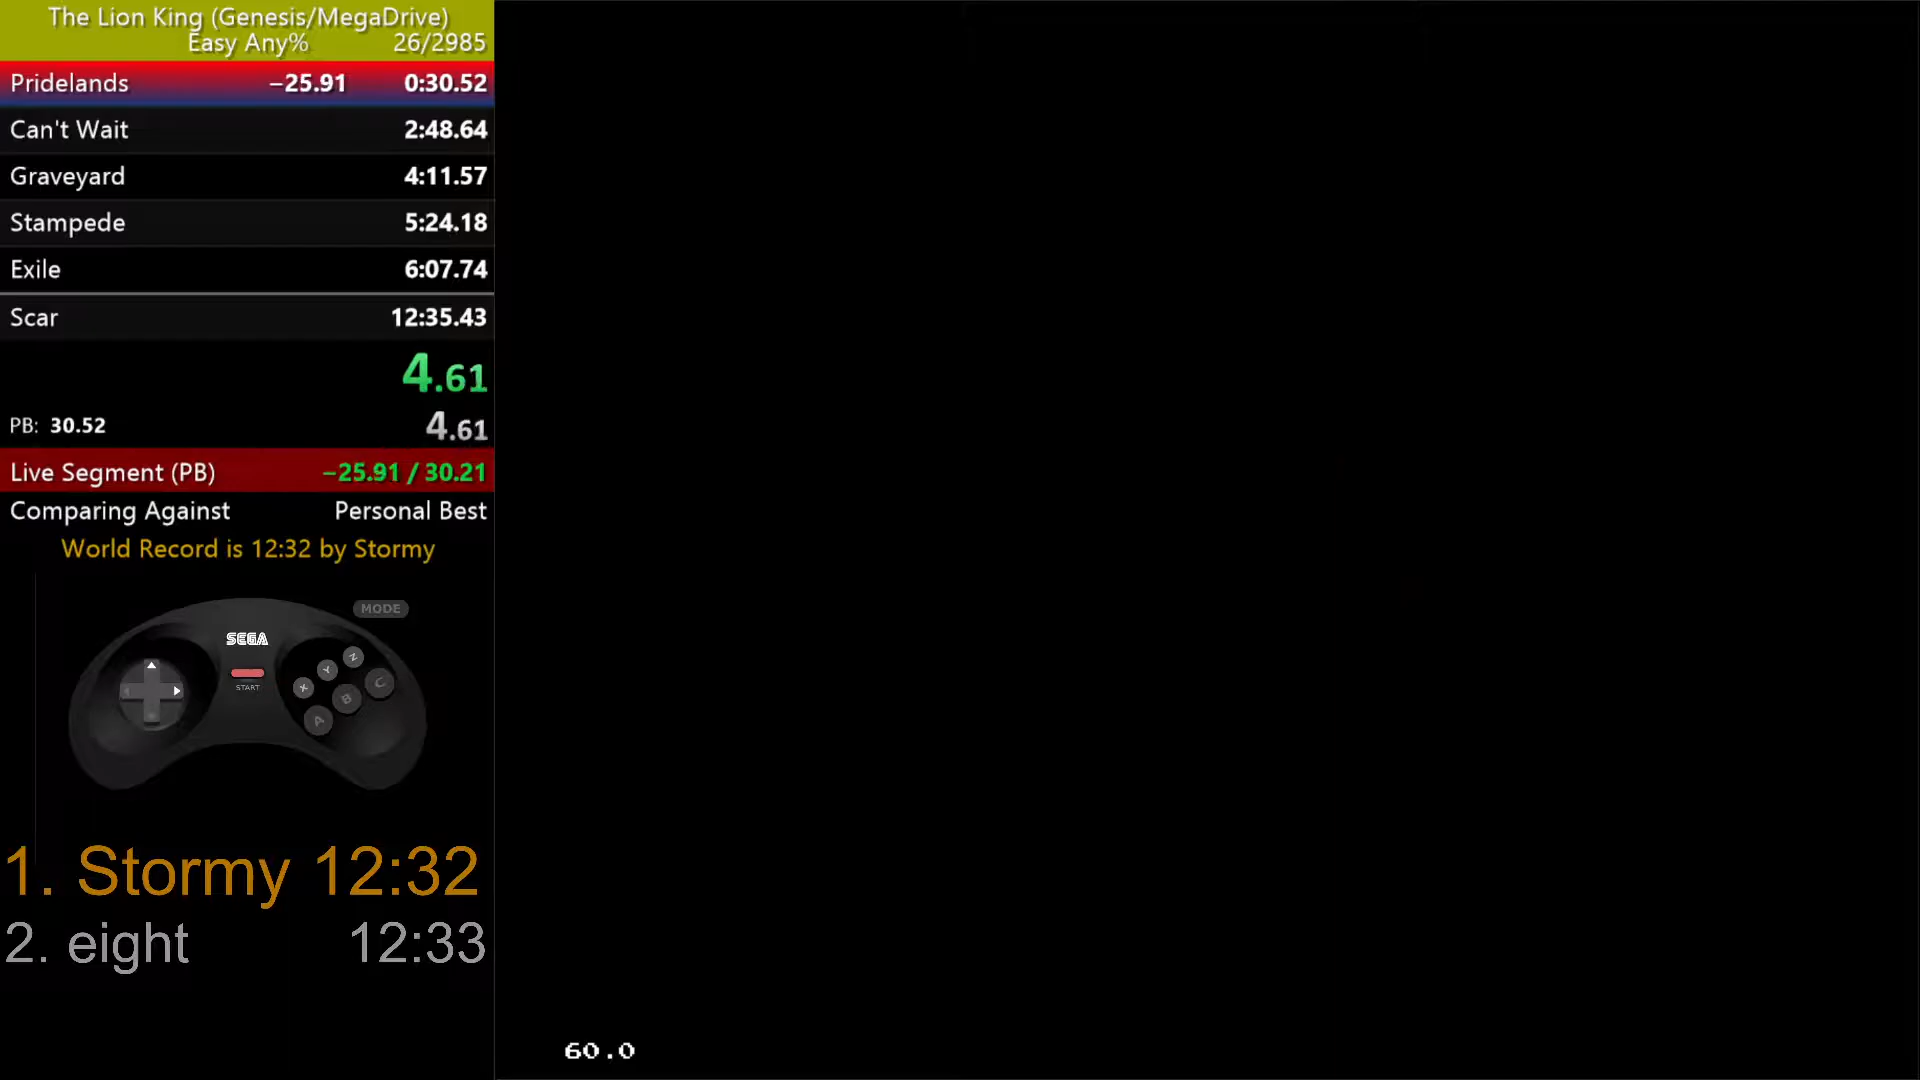 The Lion King (Genesis/MegaDrive)
Easy Any% 26/2985
Pridelands −25.91 0:30.52
Can't Wait 2:48.64
Graveyard 4:11.57
Stampede 5:24.18
Exile 6:07.74
Scar 12:35.43
4.61
PB: 30.52 4.61
Live Segment (PB) −25.91 / 30.21
Comparing Against Personal Best
World Record is 12:32 by Stormy
MODE
SEGA
START
X Y Z
A B C
1. Stormy 12:32
2. eight 12:33
60.0